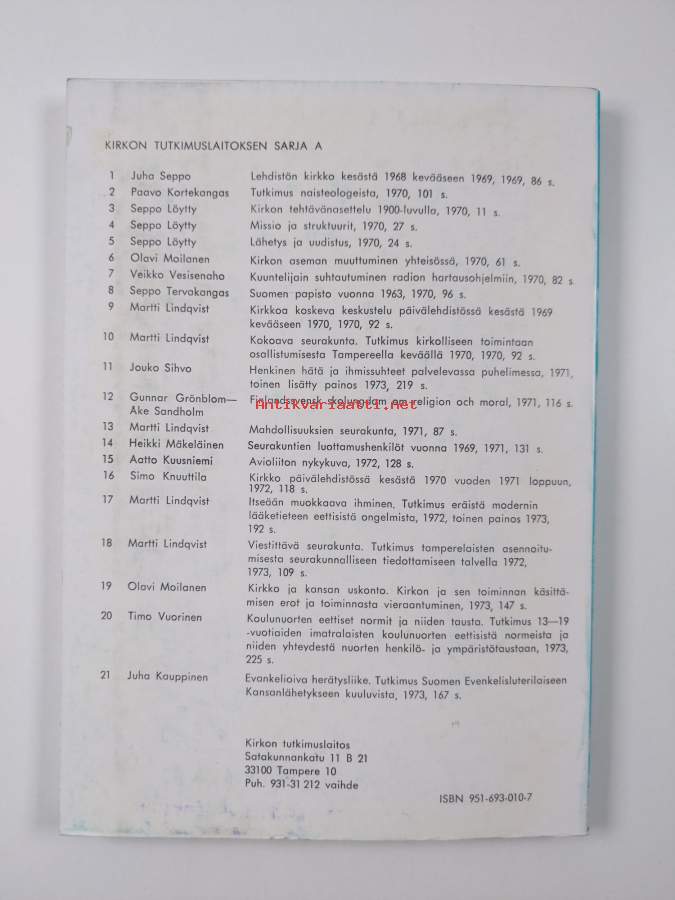 KIRKON TUTKIMUSLAITOKSEN SARJA A
1 Juha Seppo Lehdistön kirkko kesästä 1968 kevääseen 1969, 1969, 86 s.
2 Paavo Kortekangas Tutkimus naisteologeista, 1970, 101 s.
3 Seppo Löytty Kirkon tehtävänasettelu 1900-luvulla, 1970, 11 s.
4 Seppo Löytty Missio ja struktuurit, 1970, 27 s.
5 Seppo Löytty Lähetys ja uudistus, 1970, 24 s.
6 Olavi Moilanen Kirkon aseman muuttuminen yhteisössä, 1970, 61 s.
7 Veikko Vesisenaho Kuuntelijain suhtautuminen radion hartausohjelmiin, 1970, 82 s.
8 Seppo Tervakangas Suomen papisto vuonna 1963, 1970, 96 s.
9 Martti Lindqvist Kirkkoa koskeva keskustelu päivälehdistössä kesästä 1969
kevääseen 1970, 1970, 92 s.
10 Martti Lindqvist Kokoava seurakunta. Tutkimus kirkolliseen toimintaan
osallistumisesta Tampereella keväällä 1970, 1970, 92 s.
11 Jouko Sihvo Henkinen hätä ja ihmissuhteet palvelevassa puhelimessa, 1971,
toinen lisätty painos 1973, 219 s.
12 Gunnar Grönblom— Finlandssvensk skolungdom om religion och moral, 1971, 116 s.
Antikvariaatti.net
Åke Sandholm
13 Martti Lindqvist Mahdollisuuksien seurakunta, 1971, 87 s.
14 Heikki Mäkeläinen Seurakuntien luottamushenkilöt vuonna 1969, 1971, 131 s.
15 Aatto Kuusniemi Avioliiton nykykuva, 1972, 128 s.
16 Simo Knuuttila Kirkko päivälehdistössä kesästä 1970 vuoden 1971 loppuun,
1972, 118 s.
17 Martti Lindqvist Itseään muokkaava ihminen. Tutkimus eräistä modernin
lääketieteen eettisistä ongelmista, 1972, toinen painos 1973,
192 s.
18 Martti Lindqvist Viestittävä seurakunta. Tutkimus tamperelaisten asennoitu-
misesta seurakunnalliseen tiedottamiseen talvella 1972,
1973, 109 s.
19 Olavi Moilanen Kirkko ja kansan uskonto. Kirkon ja sen toiminnan käsittä-
misen erot ja toiminnasta vieraantuminen, 1973, 147 s.
20 Timo Vuorinen Koulunuorten eettiset normit ja niiden tausta. Tutkimus 13—19
-vuotiaiden imatralaisten koulunuorten eettisistä normeista ja
niiden yhteydestä nuorten henkilö- ja ympäristötaustaan, 1973,
225 s.
21 Juha Kauppinen Evankelioiva herätysliike. Tutkimus Suomen Evenkelisluterilaiseen
Kansanlähetykseen kuuluvista, 1973, 167 s.
Kirkon tutkimuslaitos
Satakunnankatu 11 B 21
33100 Tampere 10
Puh. 931-31 212 vaihde
ISBN 951-693-010-7